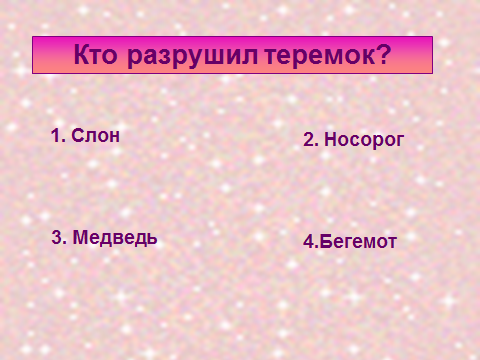 Кто разрушил теремок?
1. Слон
2. Носорог
3. Медведь
4.Бегемот